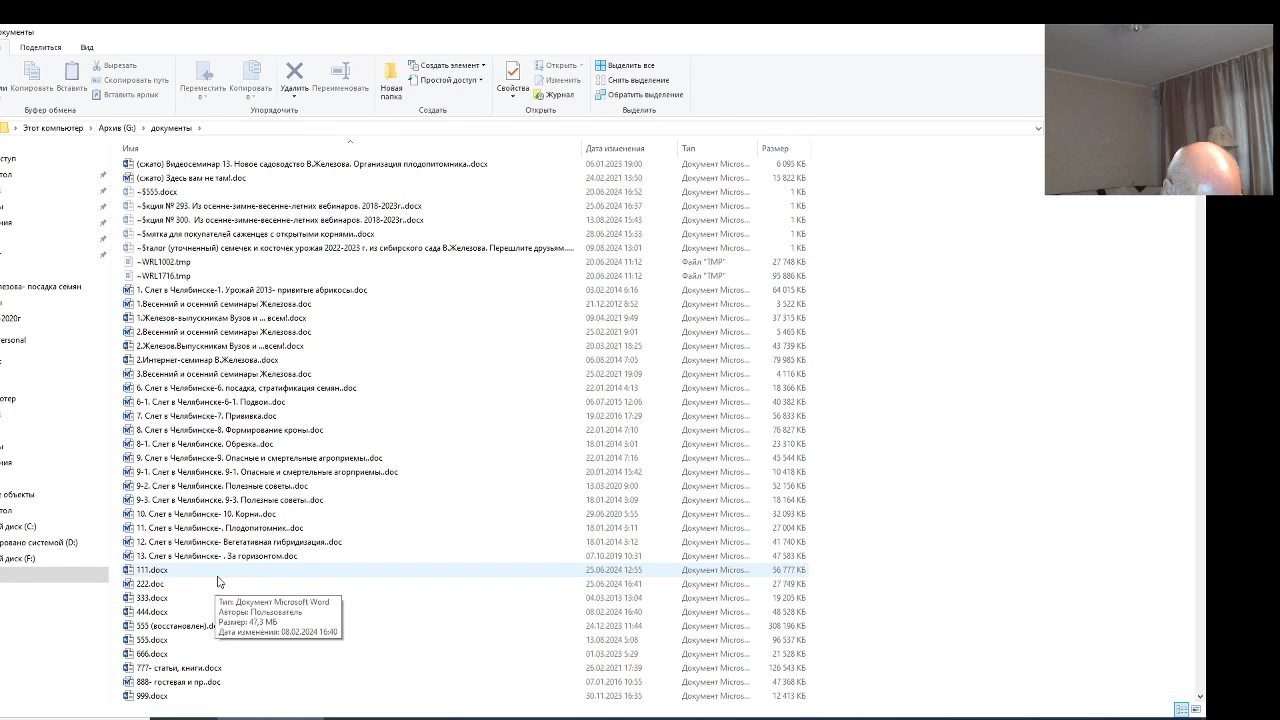 окументы
Поделиться Вид
Копировать Вставить Вырезать Скопировать путь Вставить ярлык
Переместить в Копировать в Удалить Переименовать
Новая папка Создать элемент Простой доступ
Свойства Открыть Изменить Журнал
Выделить все Снять выделение Обратить выделение
Буфер обмена Упорядочить Создать Открыть Выделить
Этот компьютер > Архив (G:) > документы >
Имя Дата изменения Тип Размер
(сжато) Видеосеминар 13. Новое садоводство В.Железова. Организация плодопитомника..docx 06.01.2023 19:00 Документ Micros... 6 095 КБ
(сжато) Здесь вам не там!.doc 24.02.2021 13:50 Документ Micros... 15 822 КБ
~$555.docx 20.06.2024 16:52 Документ Micros... 1 КБ
~$кция № 293. Из осенне-зимне-весенне-летних вебинаров. 2018-2023г..docx 25.06.2024 16:37 Документ Micros... 1 КБ
~$кция № 300. Из осенне-зимне-весенне-летних вебинаров. 2018-2023г..docx 13.08.2024 15:43 Документ Micros... 1 КБ
~$мятка для покупателей саженцев с открытыми корнями..docx 28.06.2024 15:33 Документ Micros... 1 КБ
~$талог (уточненный) семечек и косточек урожая 2022-2023 г. из сибирского сада В.Железова. Перешлите друзьям..... 09.08.2024 13:01 Документ Micros... 1 КБ
~WRL1002.tmp 20.06.2024 11:12 Файл "TMP" 27 748 КБ
~WRL1716.tmp 20.06.2024 11:12 Файл "TMP" 95 886 КБ
1. Слет в Челябинске-1. Урожай 2013- привитые абрикосы.doc 03.02.2014 6:16 Документ Micros... 64 015 КБ
1.Весенний и осенний семинары Железова.doc 21.12.2012 8:52 Документ Micros... 3 522 КБ
1.Железов-выпускникам Вузов и ... всем!.docx 09.04.2021 9:49 Документ Micros... 37 315 КБ
2.Весенний и осенний семинары Железова.doc 25.02.2021 9:01 Документ Micros... 5 465 КБ
2.Железов.Выпускникам Вузов и ...всем!.doc 20.03.2021 18:25 Документ Micros... 43 739 КБ
2.Интернет-семинар В.Железова..docx 06.08.2014 7:05 Документ Micros... 79 985 КБ
3.Весенний и осенний семинары Железова.doc 25.02.2021 19:09 Документ Micros... 4 116 КБ
6. Слет в Челябинске-6. посадка, стратификация семян..doc 22.01.2014 4:13 Документ Micros... 18 366 КБ
6-1. Слет в Челябинске-6-1. Подвои..doc 06.07.2015 12:06 Документ Micros... 40 382 КБ
7. Слет в Челябинске-7. Прививка.doc 19.02.2016 17:29 Документ Micros... 56 833 КБ
8. Слет в Челябинске-8. Формирование кроны.doc 22.01.2014 7:10 Документ Micros... 76 827 КБ
8-1. Слет в Челябинске. Обрезка..doc 18.01.2014 3:01 Документ Micros... 23 310 КБ
9. Слет в Челябинске-9. Опасные и смертельные агроприемы..doc 22.01.2014 7:16 Документ Micros... 45 544 КБ
9-1. Слет в Челябинске. 9-1. Опасные и смертельные агорприемы..doc 20.01.2014 15:42 Документ Micros... 10 418 КБ
9-2. Слет в Челябинске. Полезные советы..doc 13.03.2020 9:00 Документ Micros... 52 156 КБ
9-3. Слет в Челябинске. 9-3. Полезные советы..doc 18.01.2014 3:09 Документ Micros... 18 164 КБ
10. Слет в Челябинске- 10. Корни..doc 29.06.2020 5:55 Документ Micros... 32 093 КБ
11. Слет в Челябинске-. Плодопитомник..doc 18.01.2014 3:11 Документ Micros... 27 004 КБ
12. Слет в Челябинске- Вегетативная гибридизация..doc 18.01.2014 3:12 Документ Micros... 41 740 КБ
13. Слет в Челябинске- . За горизонтом.doc 07.10.2019 10:31 Документ Micros... 47 583 КБ
111.docx 25.06.2024 12:55 Документ Micros... 56 777 КБ
222.doc 25.06.2024 16:41 Документ Micros... 27 749 КБ
333.docx 04.03.2013 13:04 Документ Micros... 19 160 КБ
444.docx 08.02.2024 16:40 Документ Micros... 48 528 КБ
555 (восстановлен).do 24.12.2023 11:44 Документ Micros... 308 196 КБ
555.docx 13.08.2024 5:08 Документ Micros... 96 537 КБ
666.docx 01.03.2023 5:29 Документ Micros... 528 КБ
777- статьи, книги.docx 26.02.2021 17:39 Документ Micros... 126 543 КБ
888- гостевая и пр..doc 07.01.2016 10:11 Документ Micros... 47 368 КБ
999.docx 30.11.2023 16:35 Документ Micros... 12 413 КБ
Тип: Документ Microsoft Word
Авторы: Пользователь
Размер: 47,3 МБ
Дата изменения: 08.02.2024 16:40
ступ
тол
ния
елезова- посадка семян
-2020г
ersonal
ютер
ния
е объекты
й диск (C:)
ировано системой (D:)
й диск (F:)